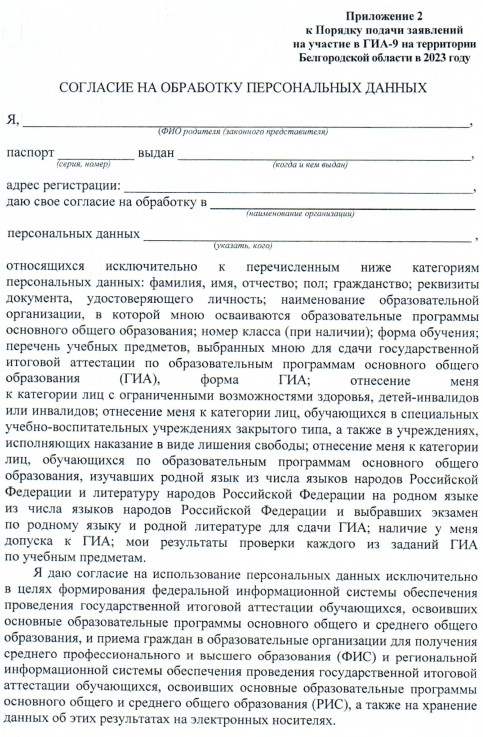 Приложение 2
к Порядку подачи заявлений
на участие в ГИА-9 на территории
Белгородской области в 2023 году
СОГЛАСИЕ НА ОБРАБОТКУ ПЕРСОНАЛЬНЫХ ДАННЫХ
Я, ,
(ФИО родителя (законного представителя)
паспорт выдан ,
(серия, номер) (когда и кем выдан)
адрес регистрации: ,
даю свое согласие на обработку в
(наименование организации)
персональных данных ,
(указать, кого)
относящихся исключительно к перечисленным ниже категориям
персональных данных: фамилия, имя, отчество; пол; гражданство; реквизиты
документа, удостоверяющего личность; наименование образовательной
организации, в которой мною осваиваются образовательные программы
основного общего образования; номер класса (при наличии); форма обучения;
перечень учебных предметов, выбранных мною для сдачи государственной
итоговой аттестации по образовательным программам основного общего
образования (ГИА), форма ГИА; отнесение меня
к категории лиц с ограниченными возможностями здоровья, детей-инвалидов
или инвалидов; отнесение меня к категории лиц, обучающихся в специальных
учебно-воспитательных учреждениях закрытого типа, а также в учреждениях,
исполняющих наказание в виде лишения свободы; отнесение меня к категории
лиц, обучающихся по образовательным программам основного общего
образования, изучавших родной язык из числа языков народов Российской
Федерации и литературу народов Российской Федерации на родном языке
из числа языков народов Российской Федерации и выбравших экзамен
по родному языку и родной литературе для сдачи ГИА; наличие у меня
допуска к ГИА; мои результаты проверки каждого из заданий ГИА
по учебным предметам.
Я даю согласие на использование персональных данных исключительно
в целях формирования федеральной информационной системы обеспечения
проведения государственной итоговой аттестации обучающихся, освоивших
основные образовательные программы основного общего и среднего общего
образования, и приема граждан в образовательные организации для получения
среднего профессионального и высшего образования (ФИС) и региональной
информационной системы обеспечения проведения государственной итоговой
аттестации обучающихся, освоивших основные образовательные программы
основного общего и среднего общего образования (РИС), а также на хранение
данных об этих результатах на электронных носителях.